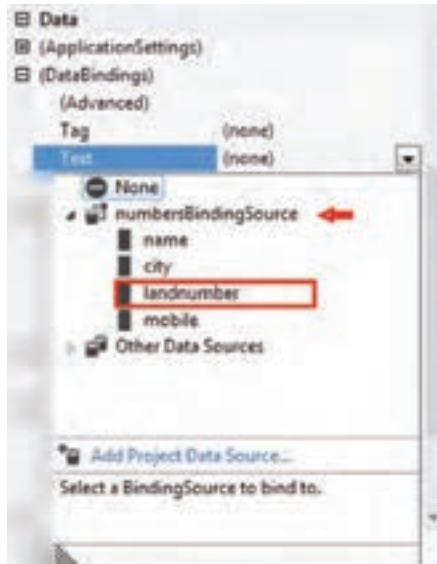 Data
(ApplicationSettings)
(DataBindings)
(Advanced)
Tag (none)
Text (none)
None
numbersBindingSource
name
city
landnumber
mobile
Other Data Sources
Add Project Data Source...
Select a BindingSource to bind to.